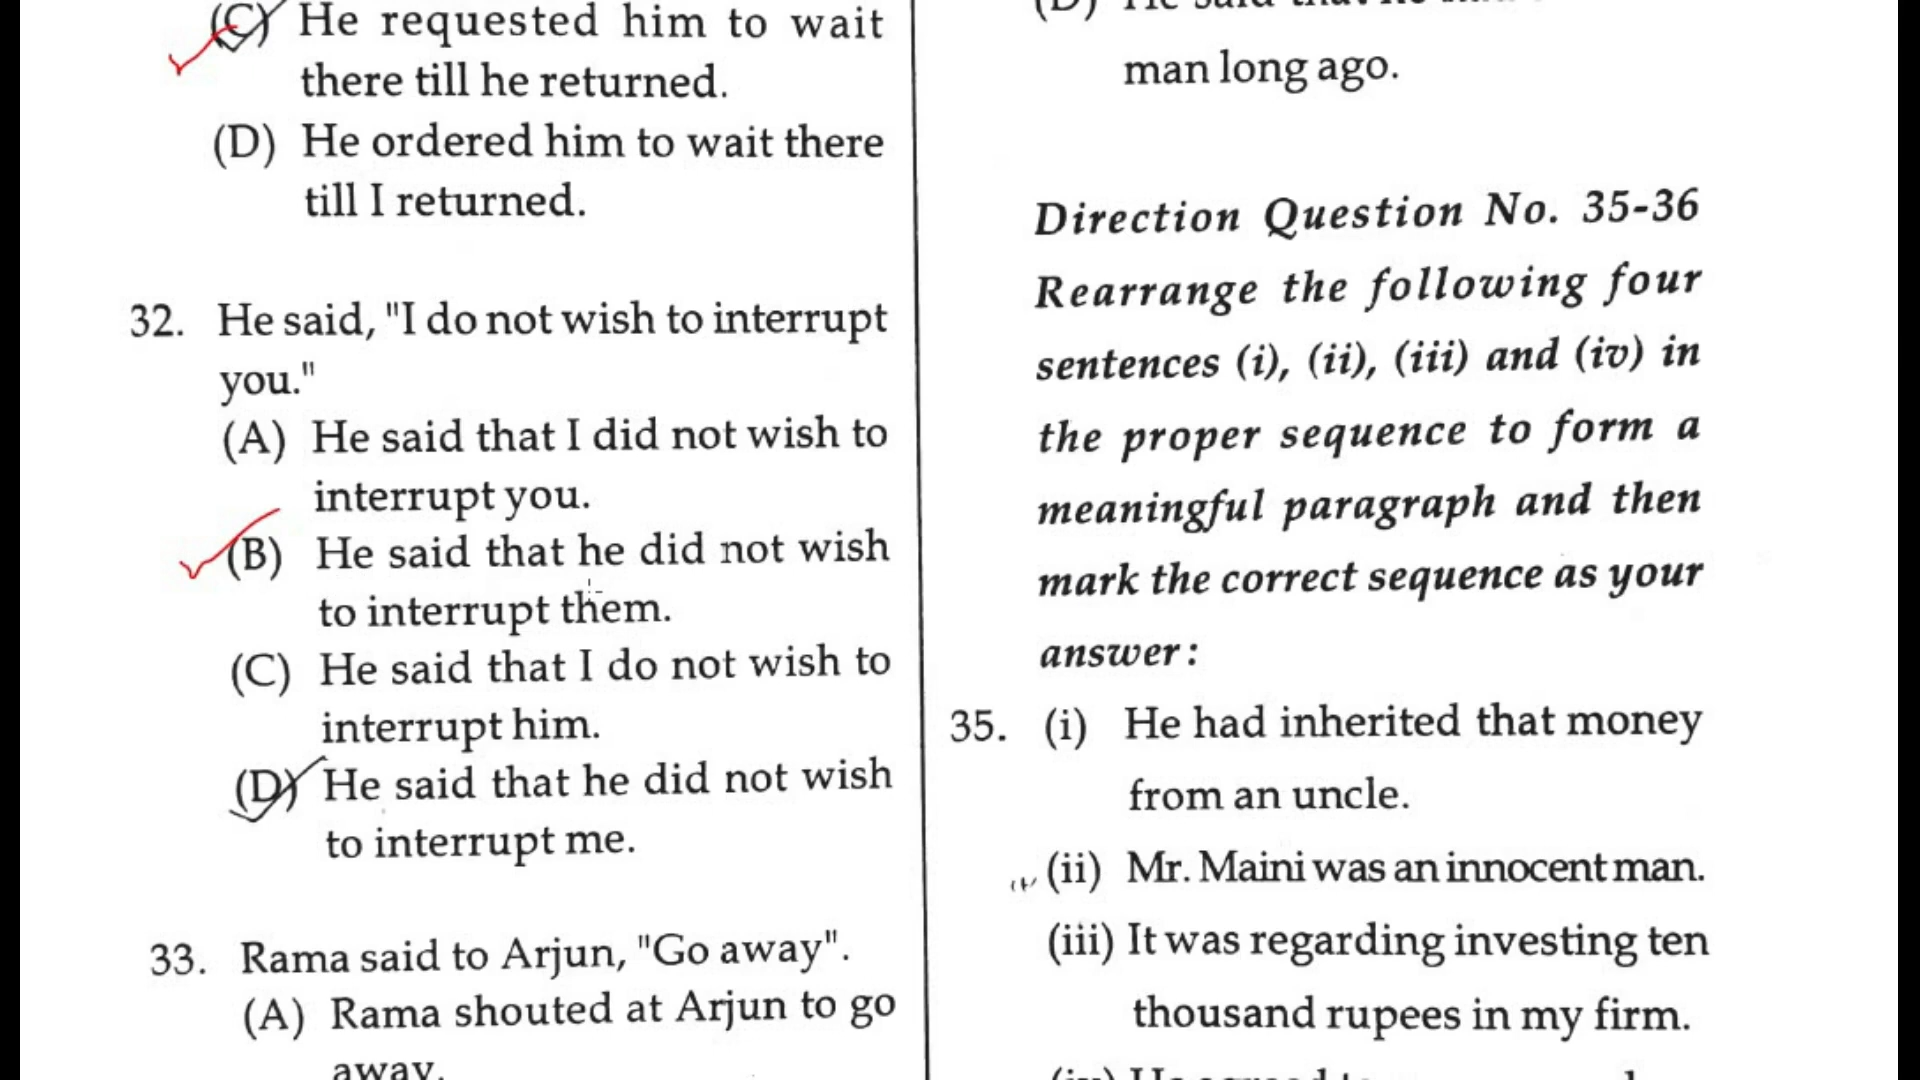 (C) He requested him to wait
there till he returned.
(D) He ordered him to wait there
till I returned.
32. He said, "I do not wish to interrupt
you."
(A) He said that I did not wish to
interrupt you.
(B) He said that he did not wish
to interrupt them.
(C) He said that I do not wish to
interrupt him.
(D) He said that he did not wish
to interrupt me.
33. Rama said to Arjun, "Go away".
(A) Rama shouted at Arjun to go
away.
man long ago.
Direction Question No. 35-36
Rearrange the following four
sentences (i), (ii), (iii) and (iv) in
the proper sequence to form a
meaningful paragraph and then
mark the correct sequence as your
answer:
35. (i) He had inherited that money
from an uncle.
(ii) Mr. Maini was an innocent man.
(iii) It was regarding investing ten
thousand rupees in my firm.